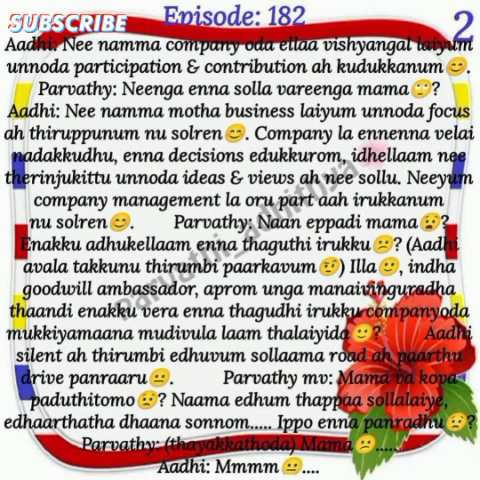 Episode: 182
SUBSCRIBE
2
Aadhi: Nee namma company oda ellaa vishyangal laiyum
unnoda participation & contribution ah kudukkanum😊.
Parvathy: Neenga enna solla vareenga mama🙄?
Aadhi: Nee namma motha business laiyum unnoda focus
ah thiruppunum nu solren😊. Company la ennenna velai
nadakkudhu, enna decisions edukkurom, idhellaam nee
therinjukittu unnoda ideas & views ah nee sollu. Neeyum
company management la oru part aah irukkanum
nu solren😊. Parvathy: Naan eppadi mama😧?
Enakku adhukellaam enna thaguthi irukku😕? (Aadhi
avala takkunu thirumbi paarkavum🤨) Illa🙂, indha
goodwill ambassador, aprom unga manaivinguradha
thaandi enakku vera enna thagudhi irukku companyoda
mukkiyamaana mudivula laam thalaiyida🙂? Aadhi
silent ah thirumbi edhuvum sollaama road ah paarthu
drive panraaru😐. Parvathy mv: Mama va kova
paduthitomo😟? Naama edhum thappaa sollalaiye,
edhaarthatha dhaana sonnom..... Ippo enna panradhu😟?
Parvathy: (thayakkathoda) Mama😕.....
Aadhi: Mmmm😐....